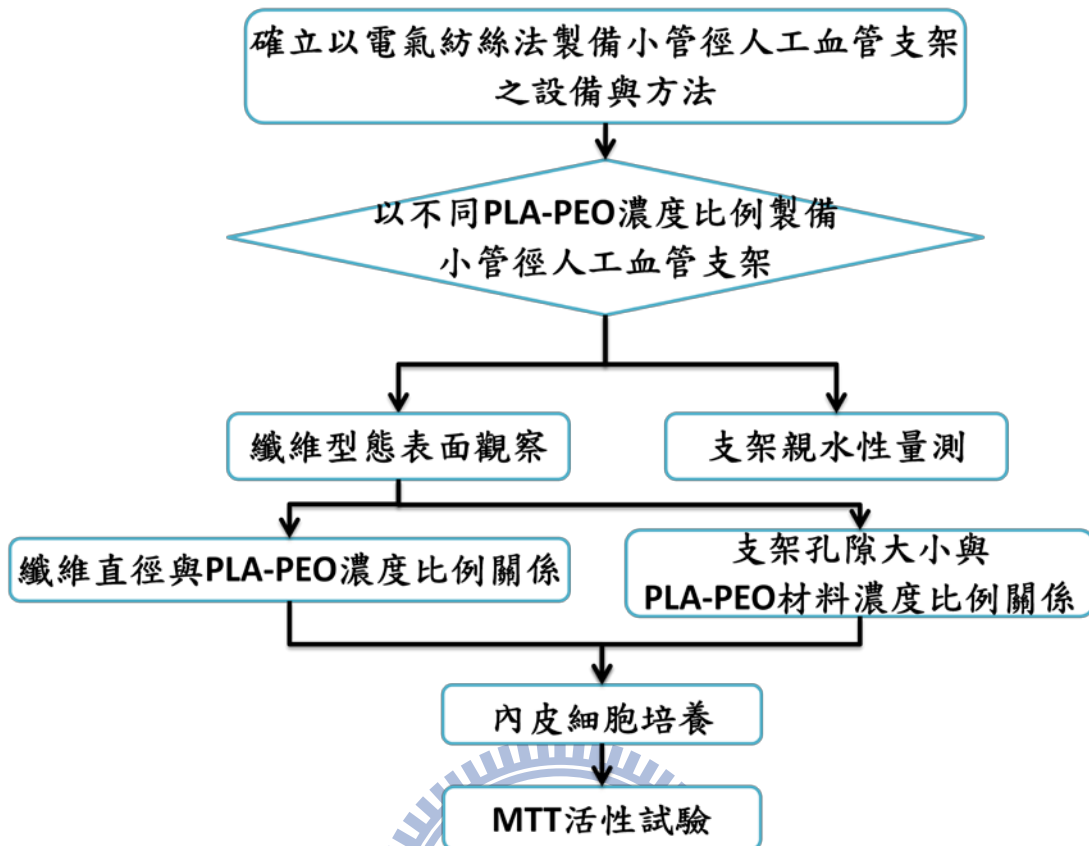 確立以電氣紡絲法製備小管徑人工血管支架
之設備與方法
以不同PLA-PEO濃度比例製備
小管徑人工血管支架
纖維型態表面觀察
支架親水性量測
纖維直徑與PLA-PEO濃度比例關係
支架孔隙大小與
PLA-PEO材料濃度比例關係
內皮細胞培養
MTT活性試驗